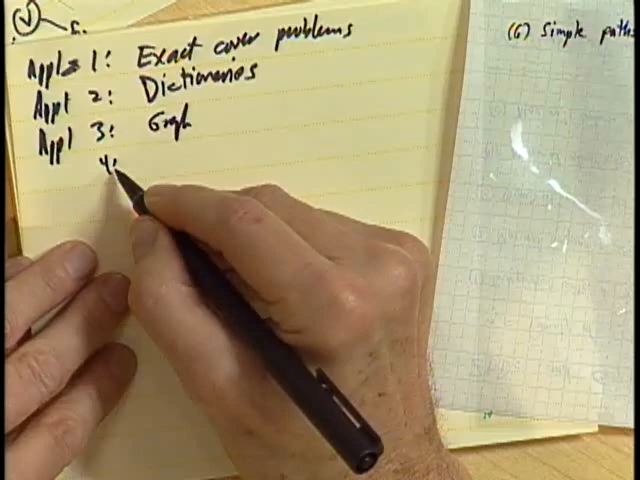 Appl 1: Exact cover problems
Appl 2: Dictionaries
Appl 3: Graph
4:
(G) Simple paths